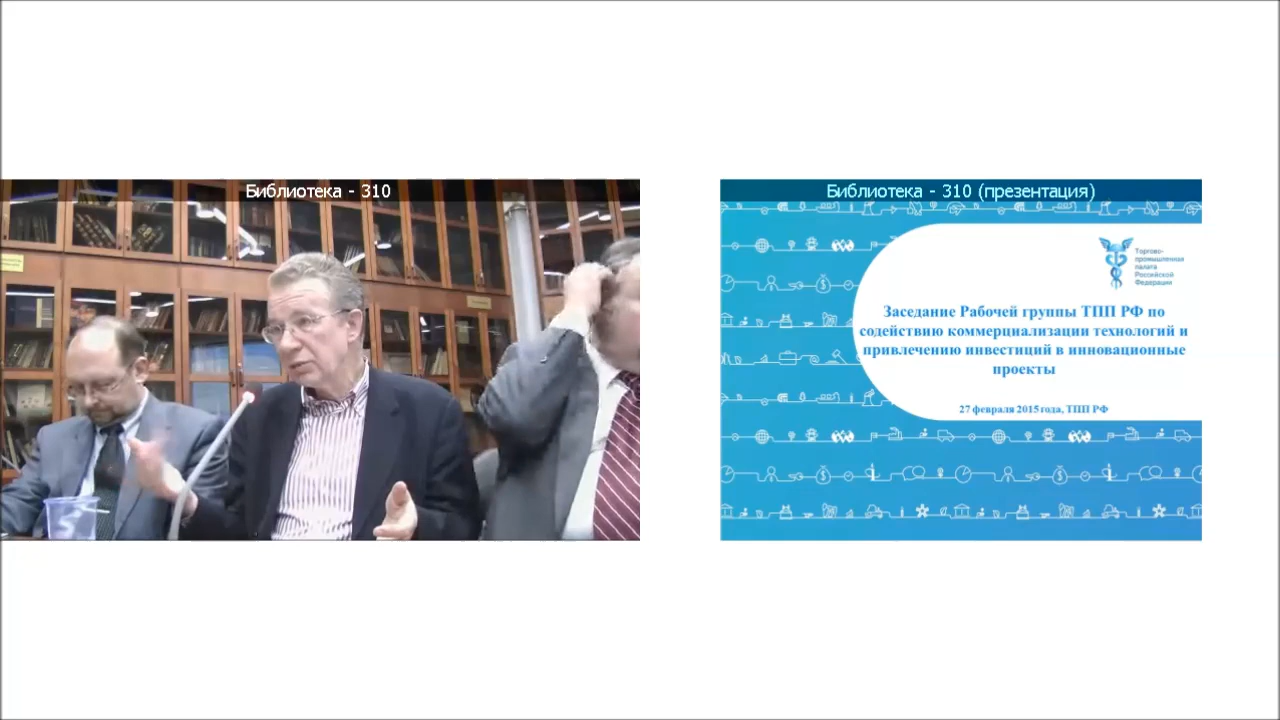 Библиотека - 310
Библиотека - 310 (презентация)
Торгово-
промышленная
палата
Российской
Федерации
Заседание Рабочей группы ТПП РФ по
содействию коммерциализации технологий и
привлечению инвестиций в инновационные
проекты
27 февраля 2015 года, ТПП РФ